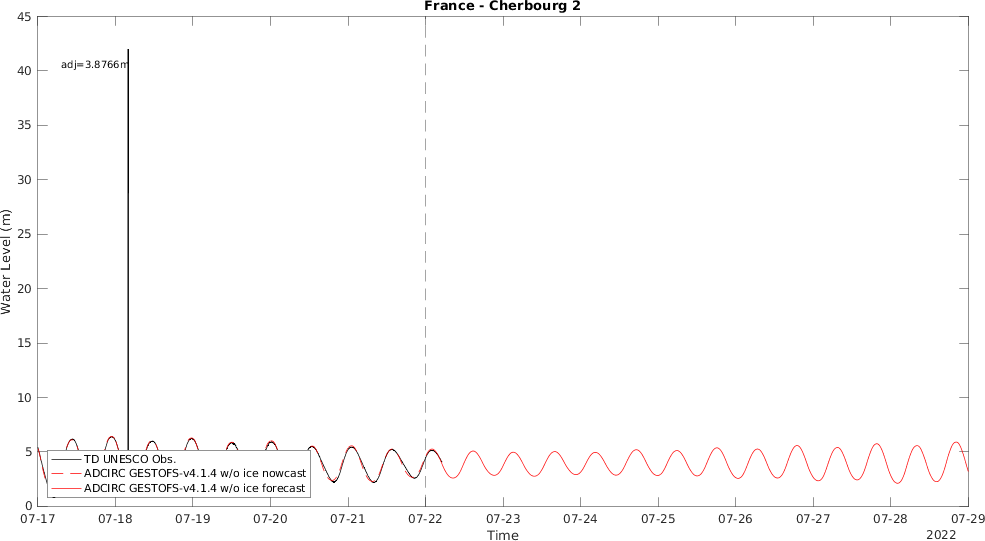 France - Cherbourg 2
45
40
35
30
25
20
15
10
5
0
Water Level (m)
adj=3.8766m
TD UNESCO Obs.
ADCIRC GESTOFS-v4.1.4 w/o ice nowcast
ADCIRC GESTOFS-v4.1.4 w/o ice forecast
07-17 07-18 07-19 07-20 07-21 07-22 07-23 07-24 07-25 07-26 07-27 07-28 07-29
Time
2022